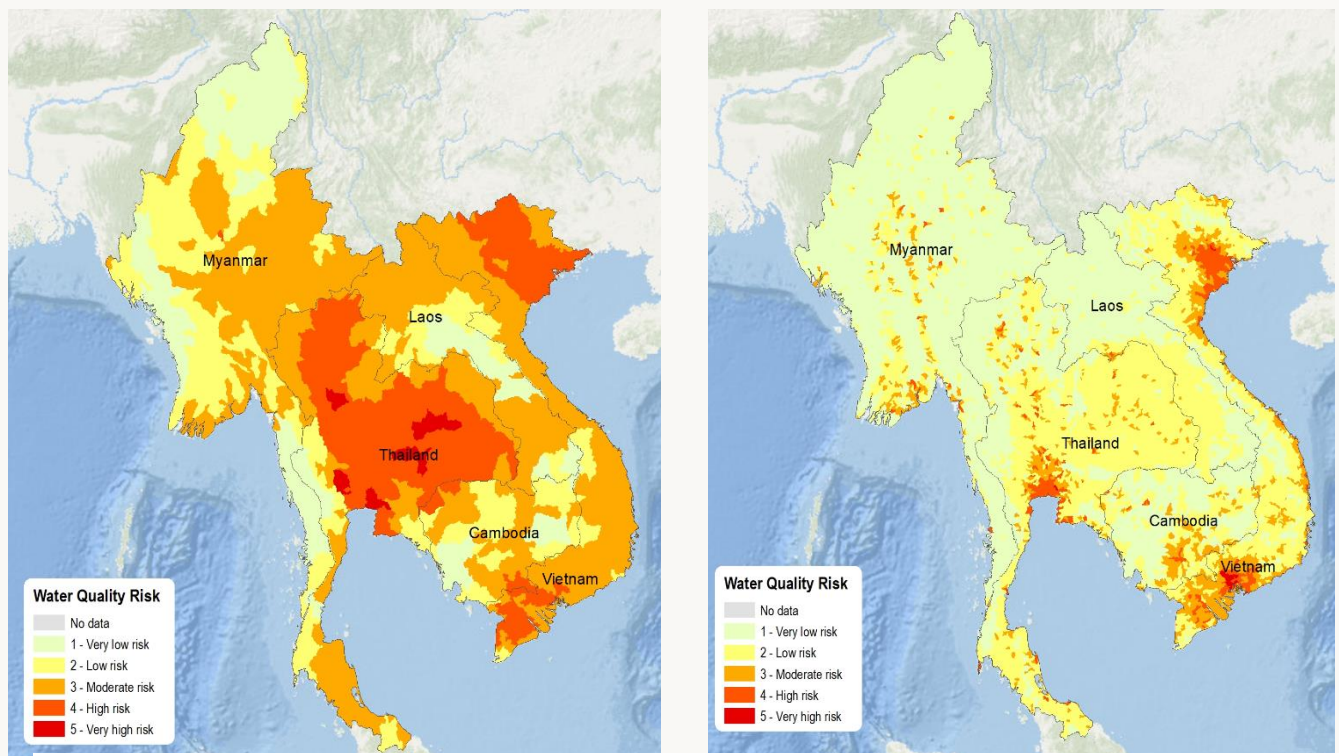 Myanmar
Laos
Thailand
Cambodia
Vietnam
Water Quality Risk
No data
1 - Very low risk
2 - Low risk
3 - Moderate risk
4 - High risk
5 - Very high risk
Myanmar
Laos
Thailand
Cambodia
Vietnam
Water Quality Risk
No data
1 - Very low risk
2 - Low risk
3 - Moderate risk
4 - High risk
5 - Very high risk